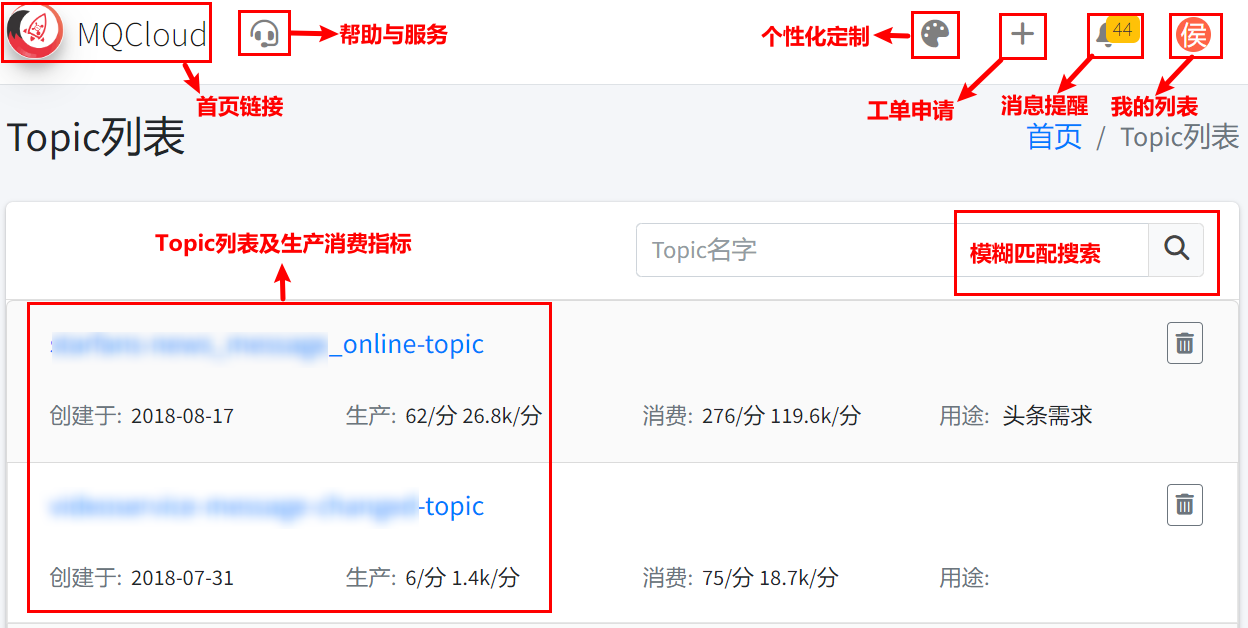 MQCloud
帮助与服务
个性化定制
44
侯
首页链接
工单申请
消息提醒
我的列表
Topic列表
首页 / Topic列表
Topic列表及生产消费指标
Topic名字
模糊匹配搜索
_online-topic
创建于: 2018-08-17 生产: 62/分 26.8k/分 消费: 276/分 119.6k/分 用途: 头条需求
-topic
创建于: 2018-07-31 生产: 6/分 1.4k/分 消费: 75/分 18.7k/分 用途: